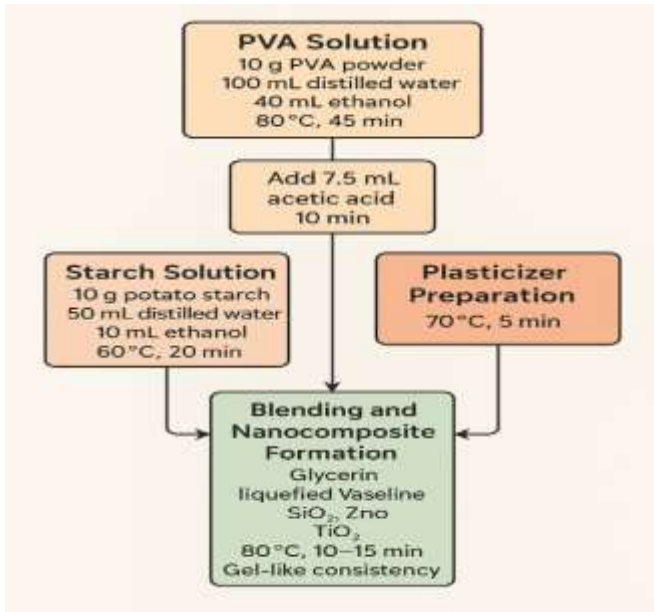 PVA Solution
10 g PVA powder
100 mL distilled water
40 mL ethanol
80 °C, 45 min
Add 7.5 mL
acetic acid
10 min
Starch Solution
10 g potato starch
50 mL distilled water
10 mL ethanol
60 °C, 20 min
Plasticizer
Preparation
70 °C, 5 min
Blending and
Nanocomposite
Formation
Glycerin
liquefied Vaseline
SiO₂, Zno
TiO₂
80 °C, 10–15 min
Gel-like consistency